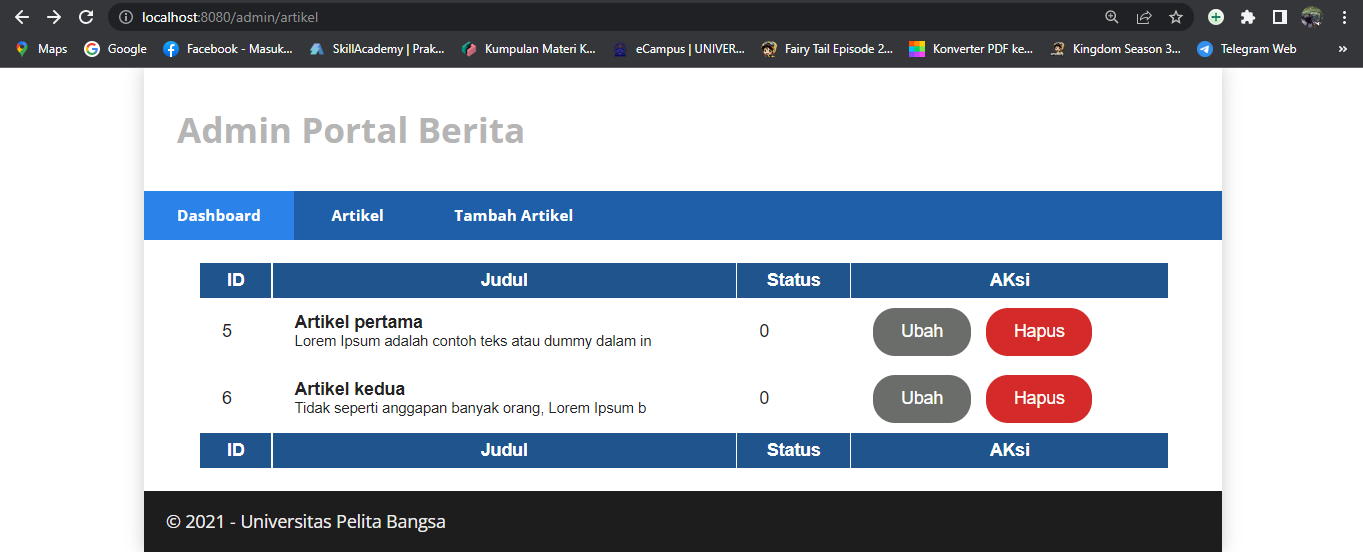 localhost:8080/admin/artikel
Maps Google Facebook - Masuk... SkillAcademy | Prak... Kumpulan Materi K... eCampus | UNIVER... Fairy Tail Episode 2... Konverter PDF ke... Kingdom Season 3... Telegram Web »
Admin Portal Berita
Dashboard Artikel Tambah Artikel
ID Judul Status AKsi
5 Artikel pertama 0 Ubah Hapus
Lorem Ipsum adalah contoh teks atau dummy dalam in
6 Artikel kedua 0 Ubah Hapus
Tidak seperti anggapan banyak orang, Lorem Ipsum b
ID Judul Status AKsi
© 2021 - Universitas Pelita Bangsa